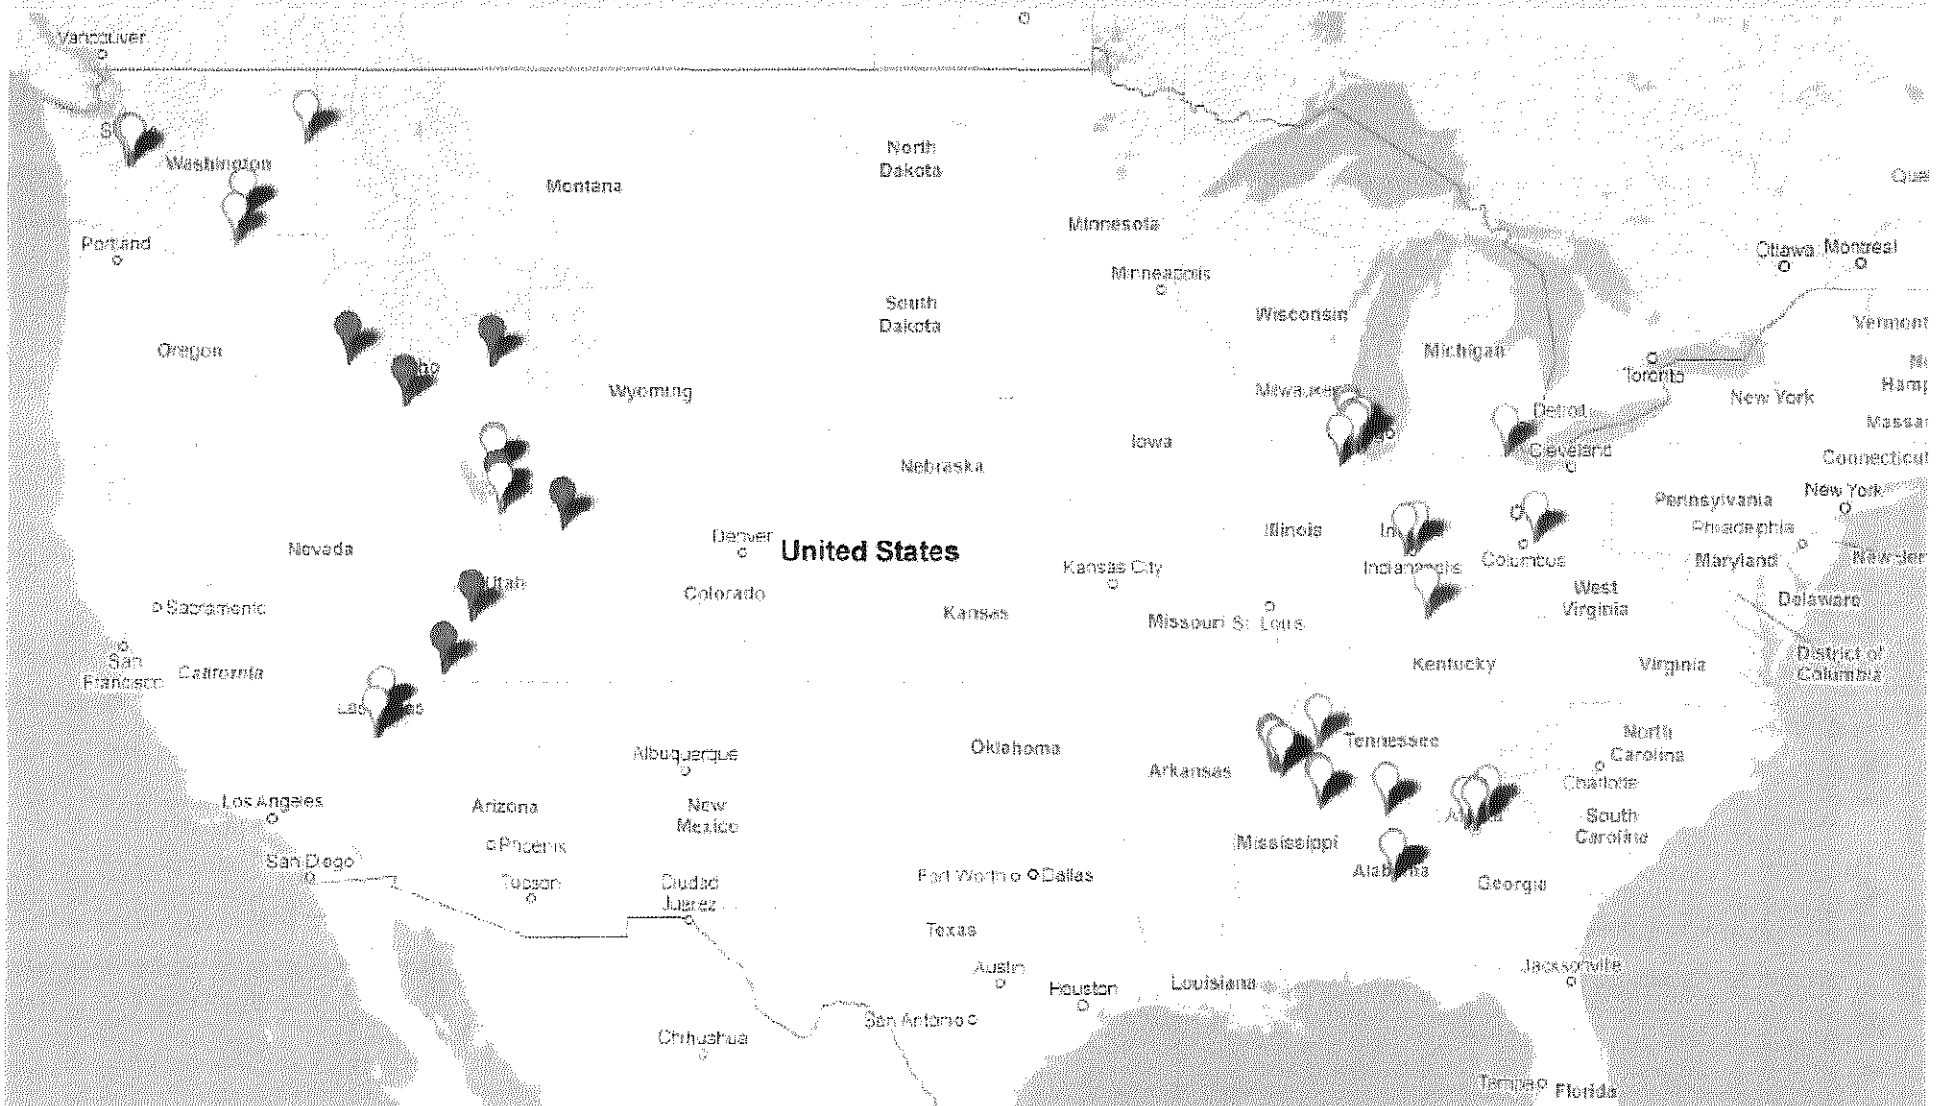 Vancouver
Washington
Montana
North
Dakota
Minnesota
Portland
Ottawa
Montreal
Minneapolis
South
Dakota
Wisconsin
Vermont
Oregon
Michigan
Toronto
Wyoming
New York
Detroit
Iowa
Cleveland
Nebraska
Pennsylvania
New York
Philadelphia
Illinois
Nevada
Denver
United States
Kansas City
Indianapolis
Columbus
Maryland
Utah
Colorado
West
Virginia
Delaware
Sacramento
Kansas
Missouri
St. Louis
San
Francisco
California
Kentucky
Virginia
District of
Columbia
Albuquerque
Oklahoma
Tennessee
North
Carolina
Arkansas
Charlotte
Los Angeles
Arizona
New
Mexico
South
Carolina
Phoenix
Mississippi
San Diego
Tucson
Ciudad
Juarez
Fort Worth
Dallas
Georgia
Texas
Austin
Houston
Louisiana
Jacksonville
San Antonio
Chihuahua
Tampa
Florida